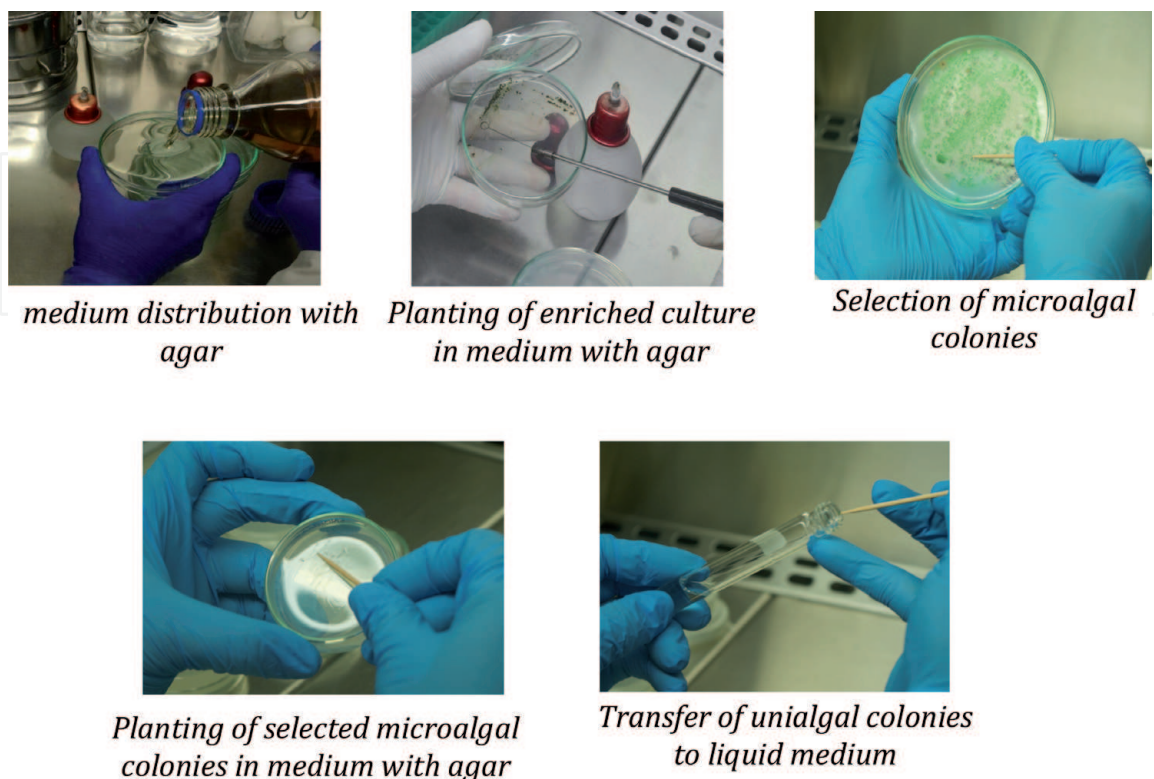 medium distribution with
agar
Planting of enriched culture
in medium with agar
Selection of microalgal
colonies
Planting of selected microalgal
colonies in medium with agar
Transfer of unialgal colonies
to liquid medium